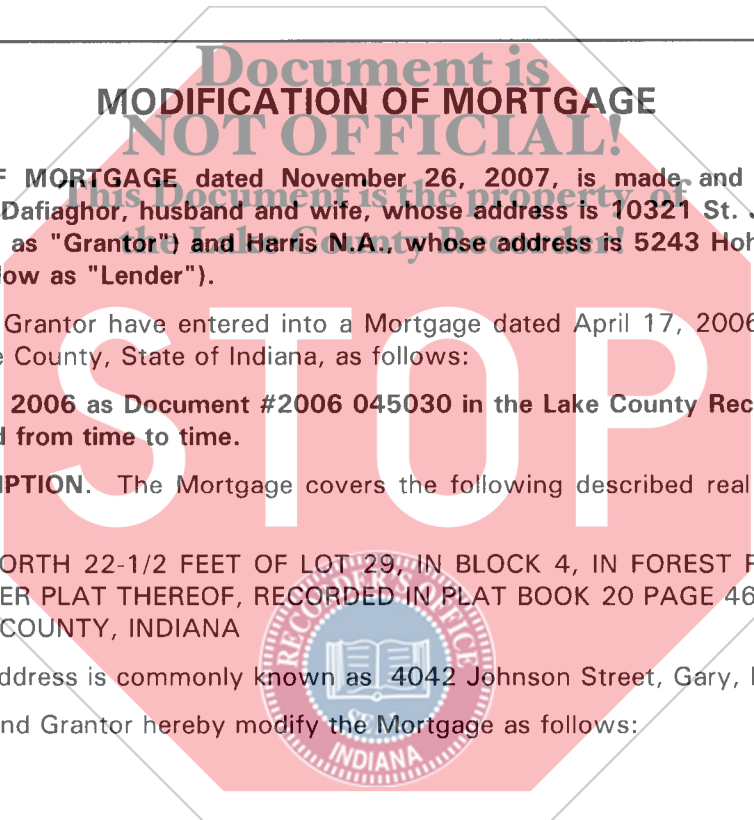 Document is
MODIFICATION OF MORTGAGE
NOT OFFICIAL!
MORTGAGE dated November 26, 2007, is made and
This Document is the property of
Dafiaghor, husband and wife, whose address is 10321 St. J
as "Grantor") and Harris N.A., whose address is 5243 Hoh
the Lake County Recorder!
low as "Lender").
Grantor have entered into a Mortgage dated April 17, 2006
County, State of Indiana, as follows:
2006 as Document #2006 045030 in the Lake County Rec
from time to time.
STOP
IPTION. The Mortgage covers the following described real
ORTH 22-1/2 FEET OF LOT 29, IN BLOCK 4, IN FOREST
ER PLAT THEREOF, RECORDED IN PLAT BOOK 20 PAGE 46
COUNTY, INDIANA
ddress is commonly known as 4042 Johnson Street, Gary,
nd Grantor hereby modify the Mortgage as follows:
RECORDER'S OFFICE
SEAL
INDIANA